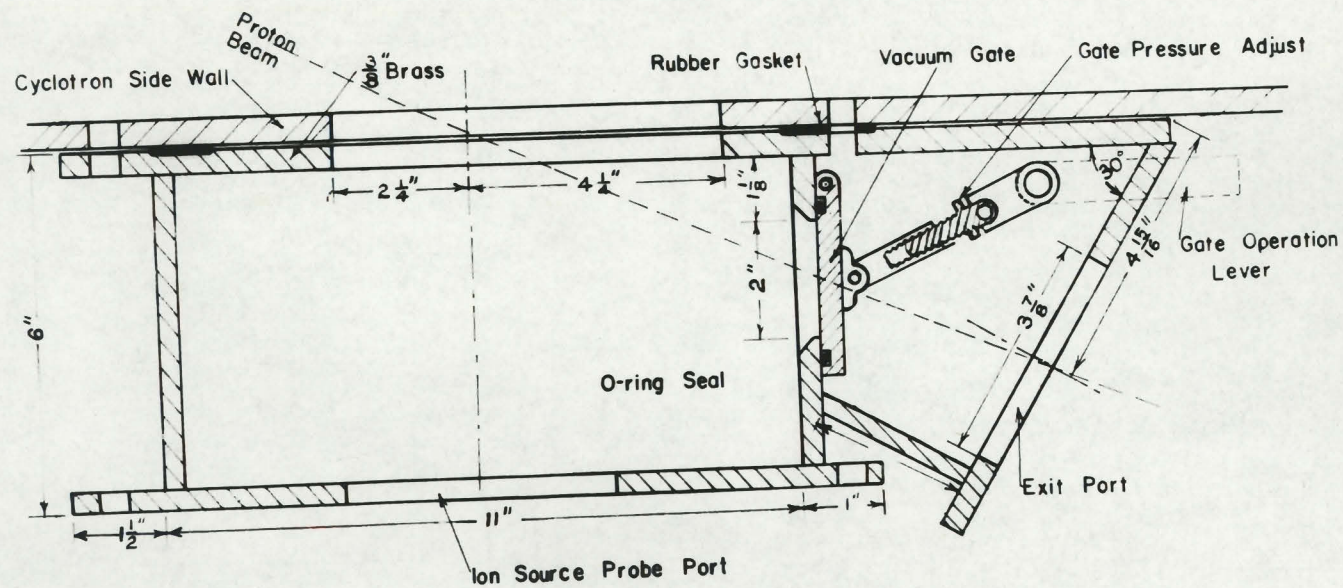 Proton
Beam
3/8" Brass
Cyclotron Side Wall
Rubber Gasket
Vacuum Gate
Gate Pressure Adjust
2 1/4"
4 1/4"
1 1/8"
30°
4 15/16"
Gate Operation
Lever
2"
3 7/8"
6"
O-ring Seal
Exit Port
1 1/2"
11"
1"
Ion Source Probe Port